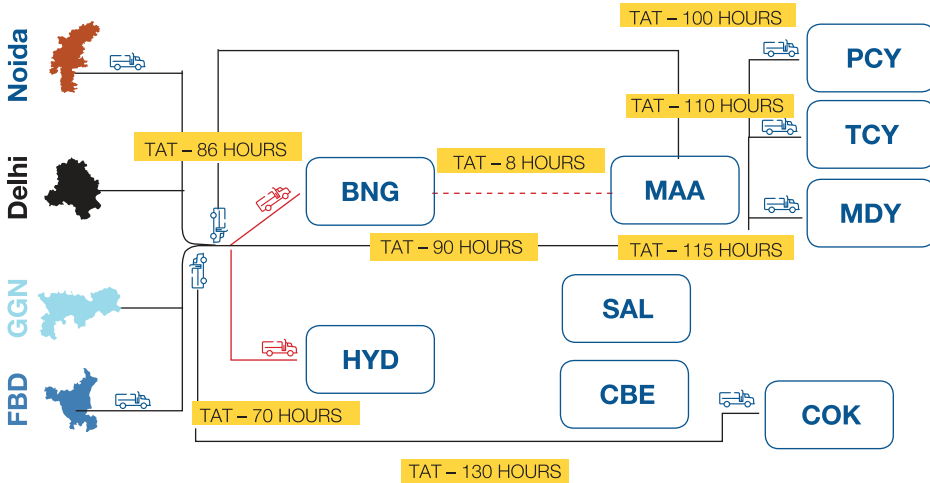 Noida
Delhi
GGN
FBD
TAT – 100 HOURS
PCY
TAT – 110 HOURS
TCY
TAT – 86 HOURS
TAT – 8 HOURS
BNG
MAA
MDY
TAT – 90 HOURS
TAT – 115 HOURS
SAL
HYD
CBE
TAT – 70 HOURS
COK
TAT – 130 HOURS